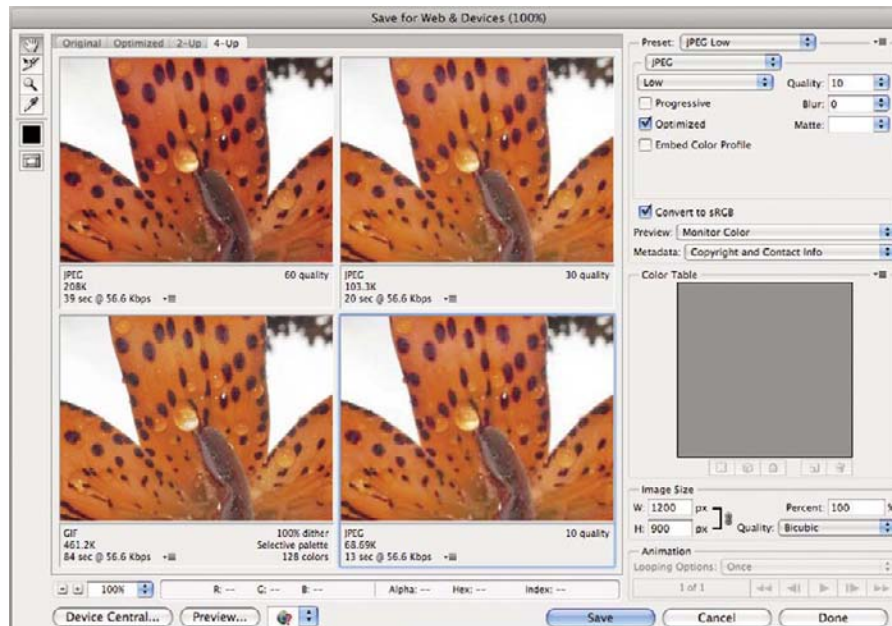 Save for Web & Devices (100%)
Original Optimized 2-Up 4-Up
JPEG 60 quality
208K
39 sec @ 56.6 Kbps
JPEG 30 quality
103.3K
20 sec @ 56.6 Kbps
GIF 100% dither
461.2K Selective palette
84 sec @ 56.6 Kbps 128 colors
JPEG 10 quality
68.69K
13 sec @ 56.6 Kbps
Preset: JPEG Low
JPEG
Low Quality: 10
Progressive Blur: 0
Optimized Matte:
Embed Color Profile
Convert to sRGB
Preview: Monitor Color
Metadata: Copyright and Contact Info
Color Table
Image Size
W: 1200 px Percent: 100 %
H: 900 px Quality: Bicubic
Animation
Looping Options: Once
1 of 1
100% R: -- G: -- B: -- Alpha: -- Hex: -- Index: --
Device Central... Preview... Save Cancel Done